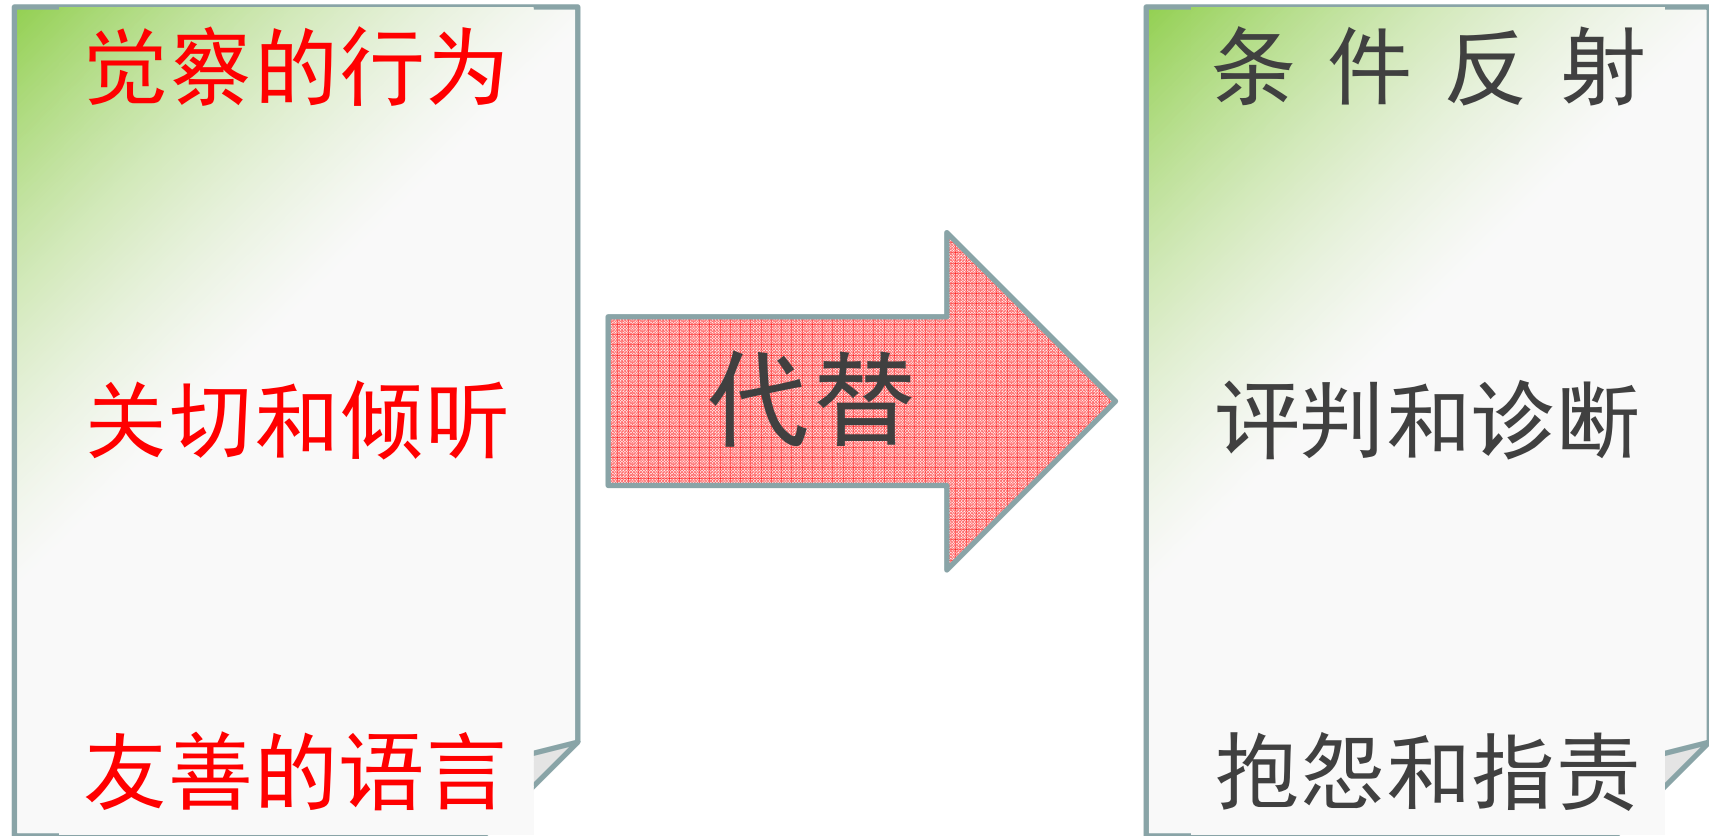 觉察的行为
关切和倾听
友善的语言
代替
条件反射
评判和诊断
抱怨和指责